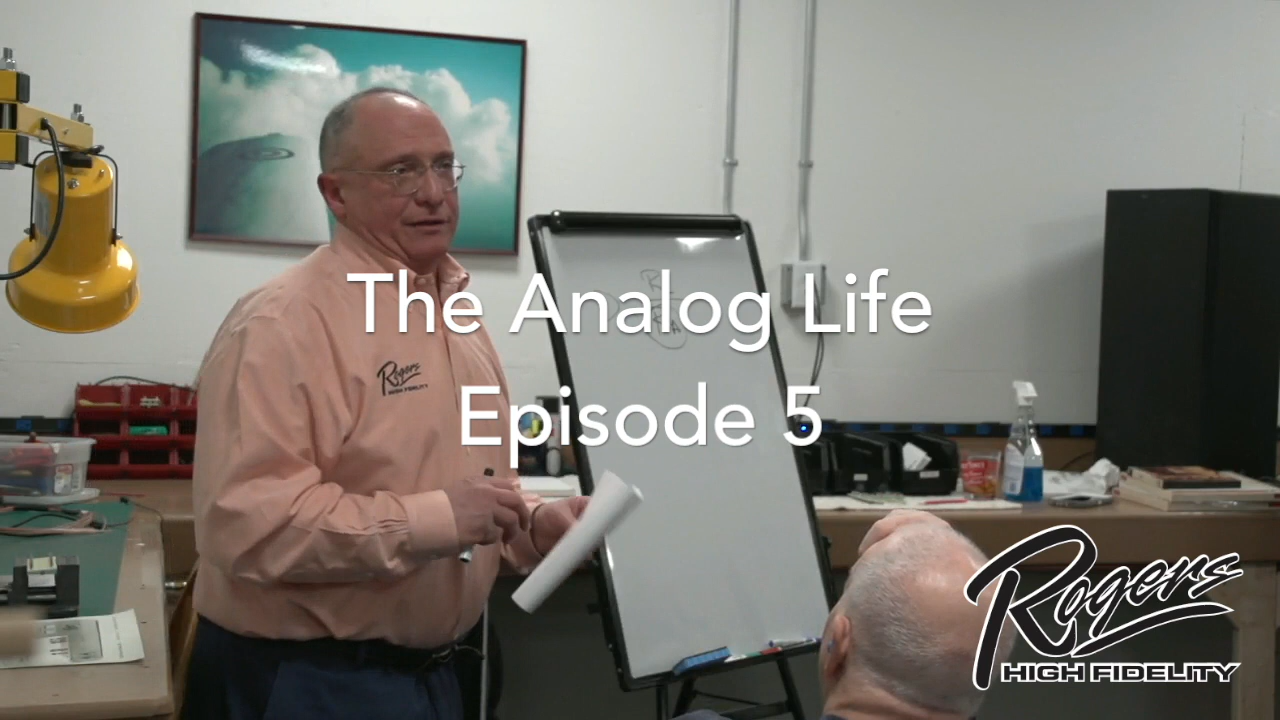 The Analog Life
Episode 5
Rogers
HIGH FIDELITY
Rogers
HIGH FIDELITY